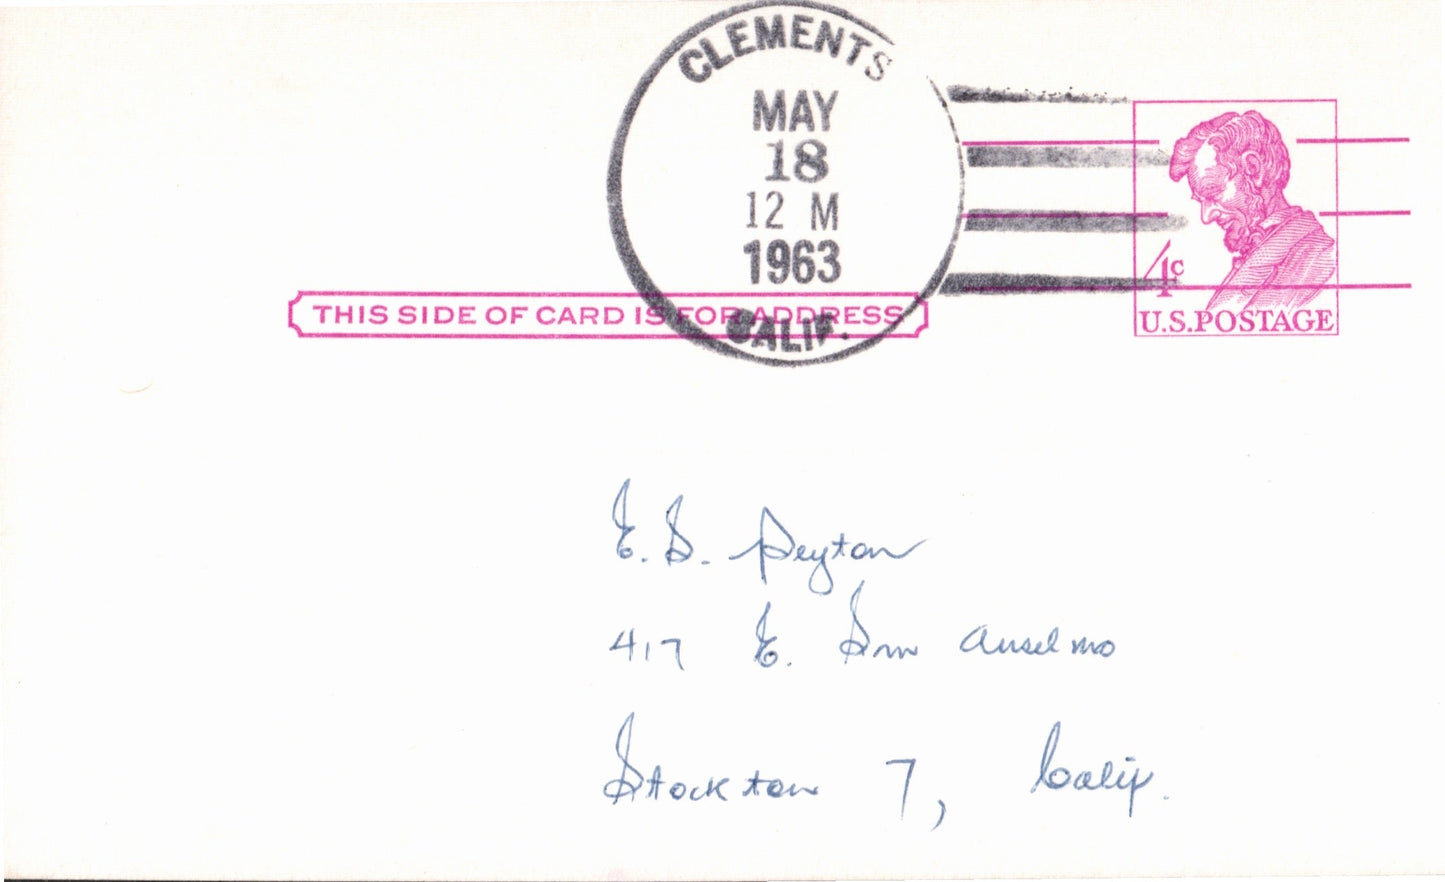 CLEMENTS
MAY
18
12 M
1963
CALIF.
4c
U.S.POSTAGE
THIS SIDE OF CARD IS FOR ADDRESS
E. S. Peyton
417 E. San Anselmo
Stockton 7, Calif.